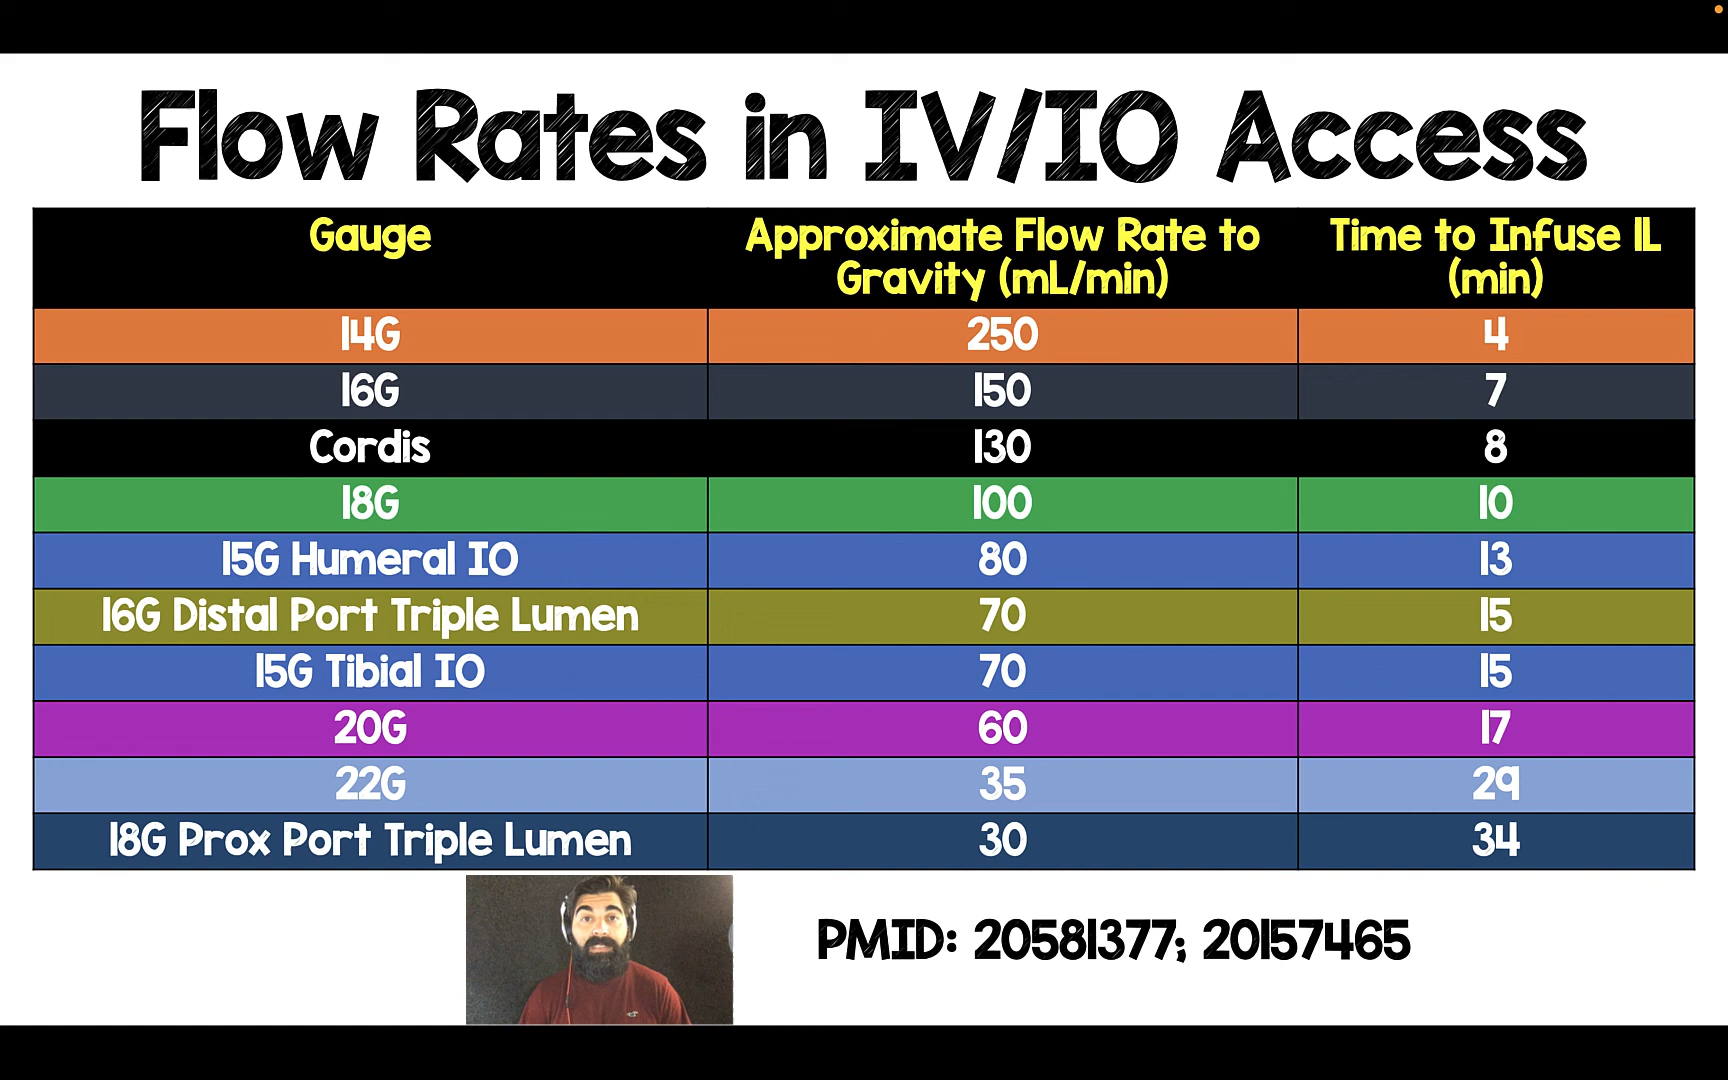 Flow Rates in IV/IO Access
Gauge
Approximate Flow Rate to Gravity (mL/min)
Time to Infuse 1L (min)
14G 250 4
16G 150 7
Cordis 130 8
18G 100 10
15G Humeral IO 80 13
16G Distal Port Triple Lumen 70 15
15G Tibial IO 70 15
20G 60 17
22G 35 29
18G Prox Port Triple Lumen 30 34
PMID: 20581377; 20157465